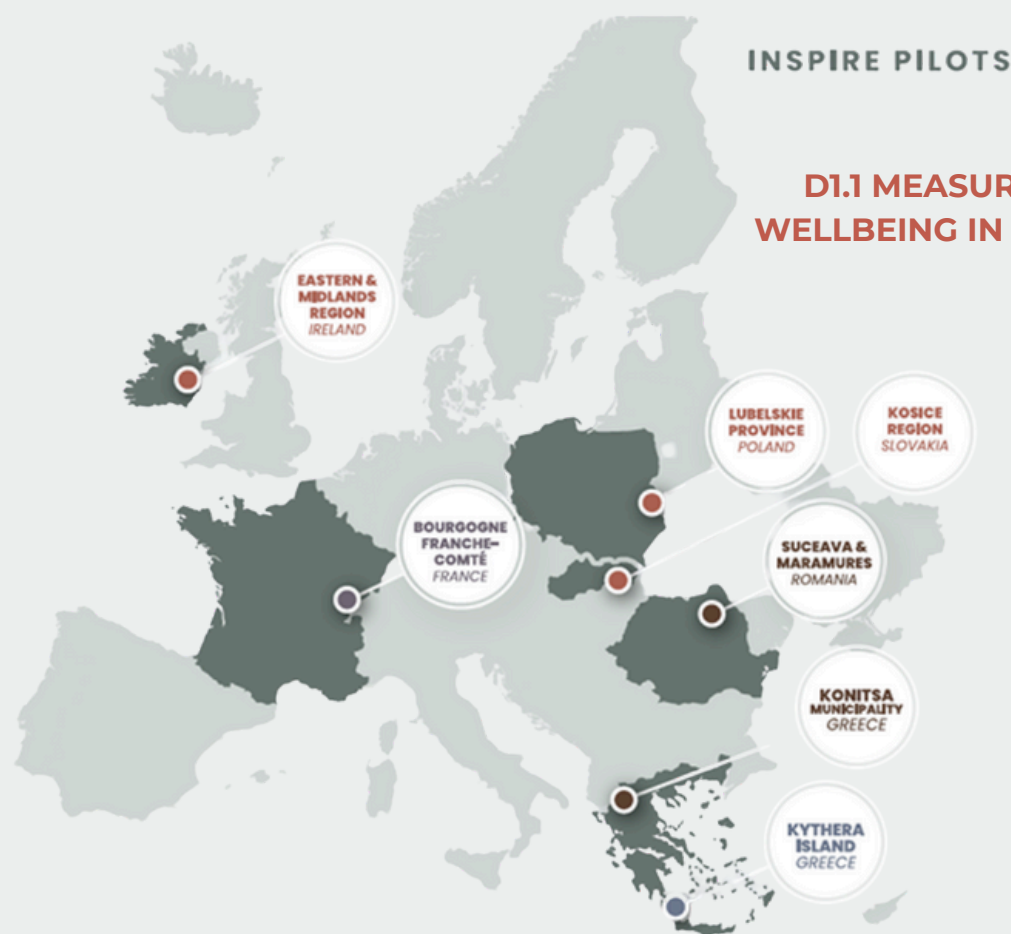 INSPIRE PILOTS
D1.1 MEASUR
WELLBEING IN
EASTERN &
MIDLANDS
REGION
IRELAND
LUBELSKIE
PROVINCE
POLAND
KOSICE
REGION
SLOVAKIA
BOURGOGNE
FRANCHE-
COMTÉ
FRANCE
SUCEAVA &
MARAMURES
ROMANIA
KONITSA
MUNICIPALITY
GREECE
KYTHERA
ISLAND
GREECE